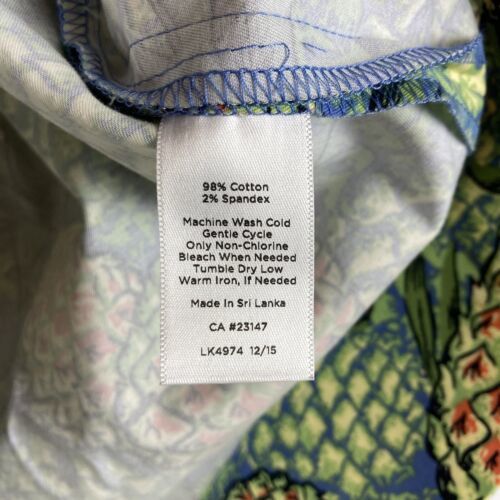 98% Cotton
2% Spandex
Machine Wash Cold
Gentle Cycle
Only Non-Chlorine
Bleach When Needed
Tumble Dry Low
Warm Iron, If Needed
Made In Sri Lanka
CA #23147
LK4974 12/15